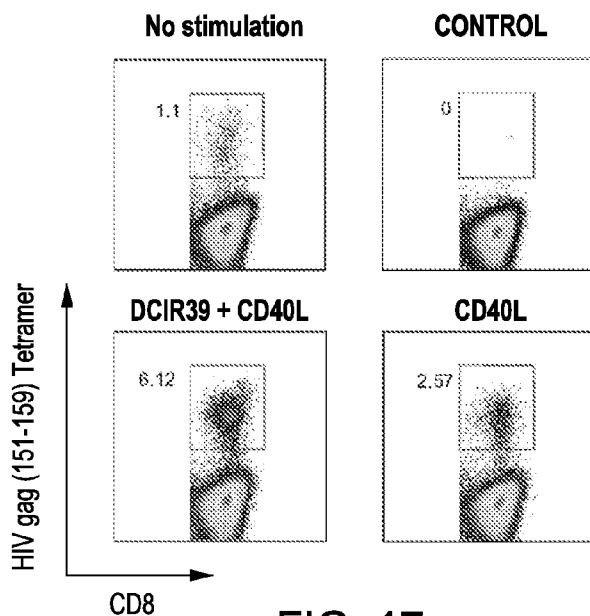 No stimulation
CONTROL
1.1
0
DCIR39 + CD40L
CD40L
6.12
2.57
HIV gag (151-159) Tetramer
CD8